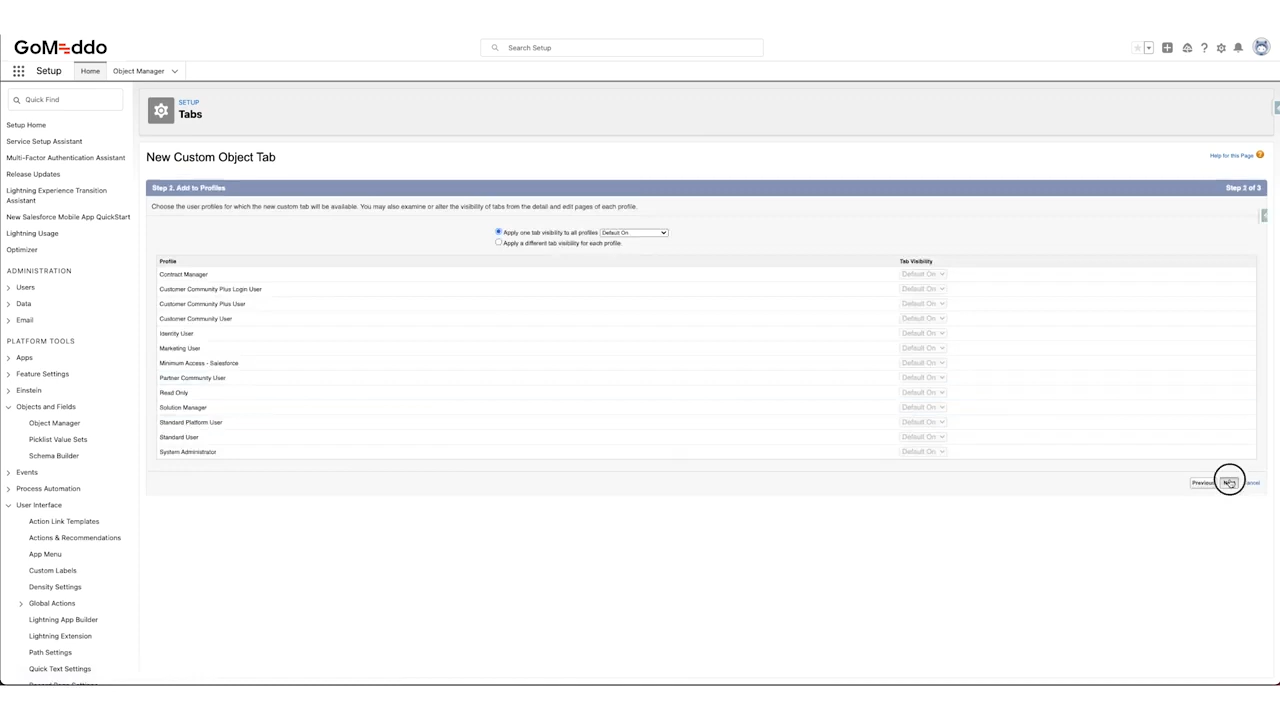 GoMeddo
Search Setup
Setup
Home
Object Manager
Quick Find
Setup Home
Service Setup Assistant
Multi-Factor Authentication Assistant
Release Updates
Lightning Experience Transition
Assistant
New Salesforce Mobile App QuickStart
Lightning Usage
Optimizer
ADMINISTRATION
Users
Data
Email
PLATFORM TOOLS
Apps
Feature Settings
Einstein
Objects and Fields
Object Manager
Picklist Value Sets
Schema Builder
Events
Process Automation
User Interface
Action Link Templates
Actions & Recommendations
App Menu
Custom Labels
Density Settings
Global Actions
Lightning App Builder
Lightning Extension
Path Settings
Quick Text Settings
SETUP
Tabs
New Custom Object Tab
Help for this Page
Step 2. Add to Profiles
Step 2 of 3
Choose the user profiles for which the new custom tab will be available. You may also examine or alter the visibility of tabs from the detail and edit pages of each profile.
Apply one tab visibility to all profiles Default On
Apply a different tab visibility for each profile
Profile Tab Visibility
Contract Manager Default On
Customer Community Plus Login User Default On
Customer Community Plus User Default On
Customer Community User Default On
Identity User Default On
Marketing User Default On
Minimum Access - Salesforce Default On
Partner Community User Default On
Read Only Default On
Solution Manager Default On
Standard Platform User Default On
Standard User Default On
System Administrator Default On